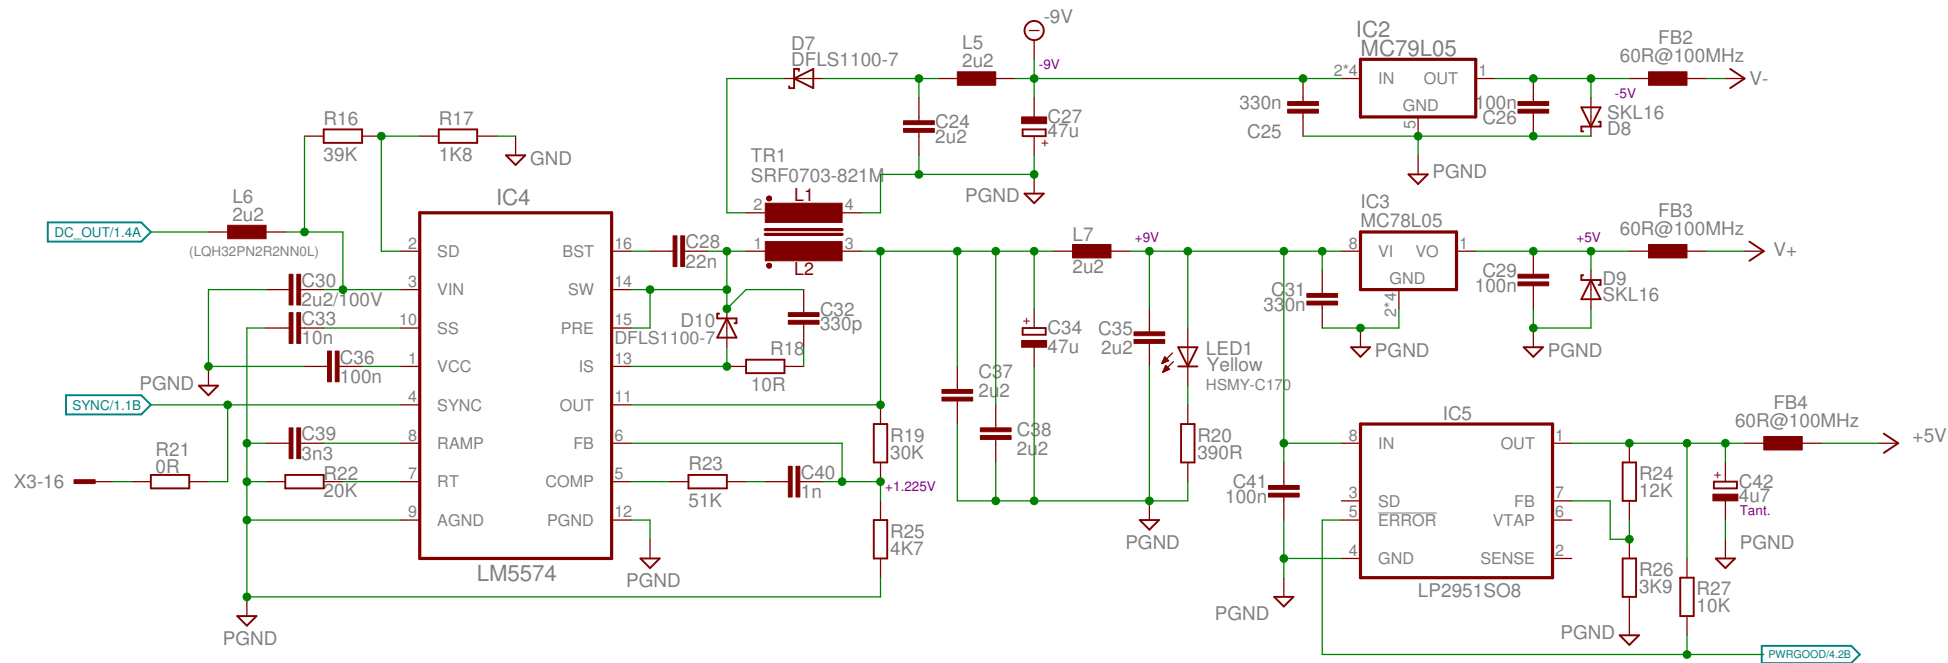 -9V
D7
DFLS1100-7
L5
2u2
-9V
IC2
MC79L05
2*4
IN
OUT
1
GND
5
FB2
60R@100MHz
V-
-5V
330n
C25
100n
C26
SKL16
D8
PGND
C24
2u2
C27
47u
+
PGND
R16
39K
R17
1K8
GND
TR1
SRF0703-821M
L1
2
4
1
3
L2
L6
2u2
DC_OUT/1.4A
(LQH32PN2R2NN0L)
IC4
2
SD
3
VIN
10
SS
1
VCC
4
SYNC
8
RAMP
7
RT
9
AGND
BST
16
SW
14
PRE
15
IS
13
OUT
11
FB
6
COMP
5
PGND
12
LM5574
C30
2u2/100V
C33
10n
C36
100n
PGND
SYNC/1.1B
C39
3n3
R21
0R
X3-16
R22
20K
PGND
C28
22n
D10
DFLS1100-7
C32
330p
R18
10R
R19
30K
R23
51K
C40
1n
+1.225V
R25
4K7
PGND
L7
2u2
+9V
+
C34
47u
C35
2u2
C37
2u2
C38
2u2
LED1
Yellow
HSMY-C170
R20
390R
PGND
IC3
MC78L05
8
VI
VO
1
GND
2*4
C31
330n
PGND
+5V
FB3
60R@100MHz
V+
C29
100n
D9
SKL16
PGND
IC5
8
IN
3
SD
5
ERROR
4
GND
OUT
1
FB
7
VTAP
6
SENSE
2
LP2951SO8
C41
100n
PGND
FB4
60R@100MHz
+5V
R24
12K
+
C42
4u7
Tant.
PGND
R26
3K9
R27
10K
PGND
PWRGOOD/4.2B